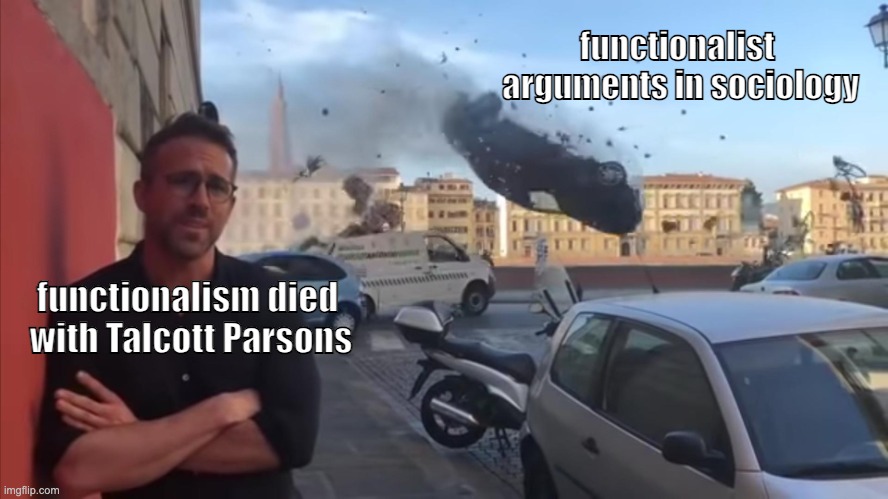 functionalist
arguments in sociology
functionalism died
with Talcott Parsons
imgflip.com